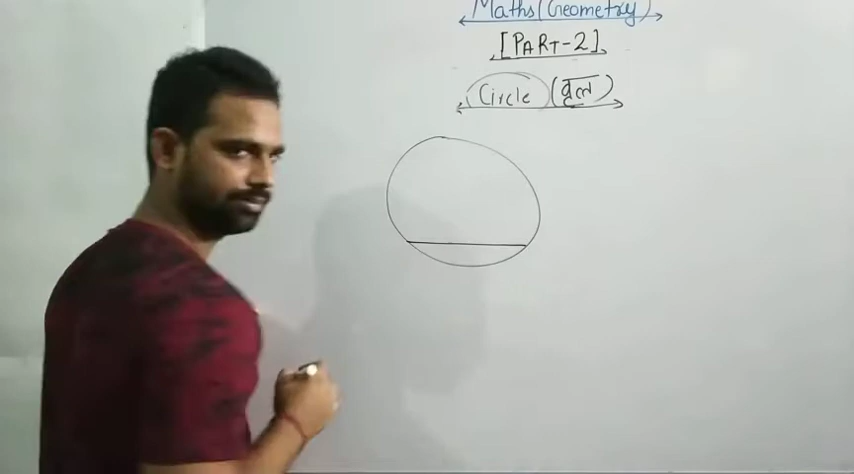 Maths (Geometry)
[PART-2]
Circle (वृत्त)